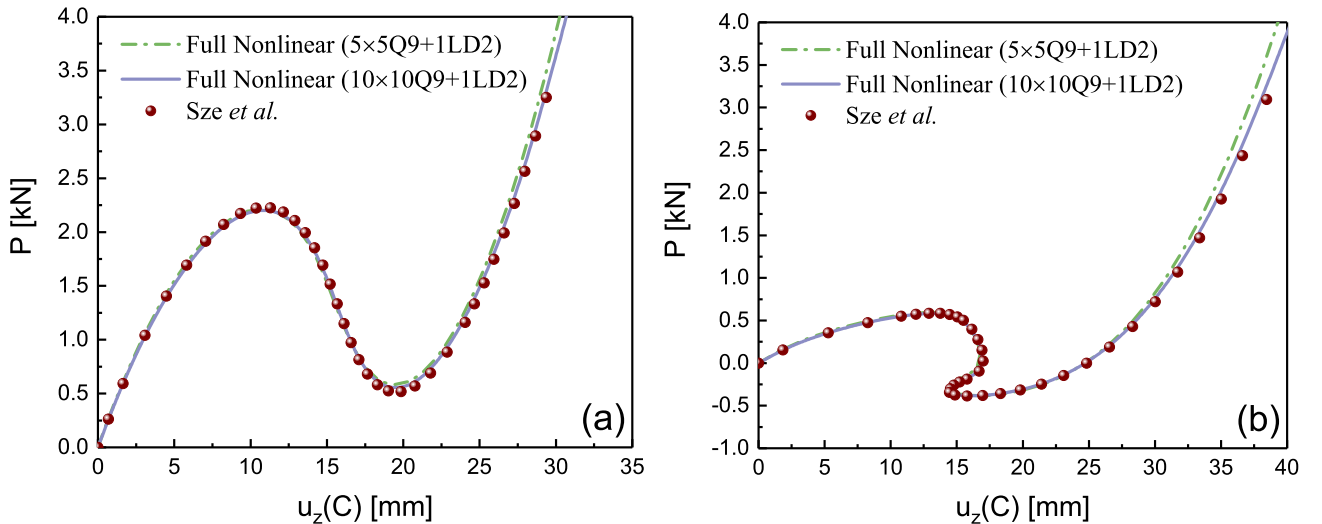 4.0
3.5
3.0
2.5
2.0
1.5
1.0
0.5
0.0
P [kN]
Full Nonlinear (5×5Q9+1LD2)
Full Nonlinear (10×10Q9+1LD2)
Sze et al.
(a)
0 5 10 15 20 25 30 35
u_z(C) [mm]
4.0
3.5
3.0
2.5
2.0
1.5
1.0
0.5
0.0
-0.5
-1.0
P [kN]
Full Nonlinear (5×5Q9+1LD2)
Full Nonlinear (10×10Q9+1LD2)
Sze et al.
(b)
0 5 10 15 20 25 30 35 40
u_z(C) [mm]